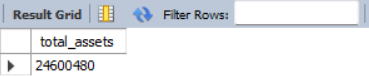 Result Grid Filter Rows:
total_assets
24600480